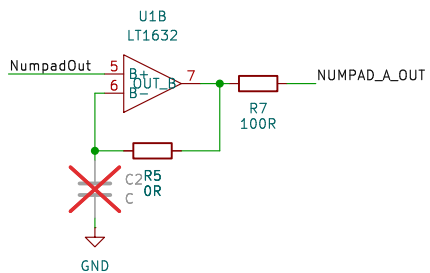 U1B
LT1632
NumpadOut
5
B+
6
B-
OUT_B
7
NUMPAD_A_OUT
R7
100R
C2
C
R5
0R
GND